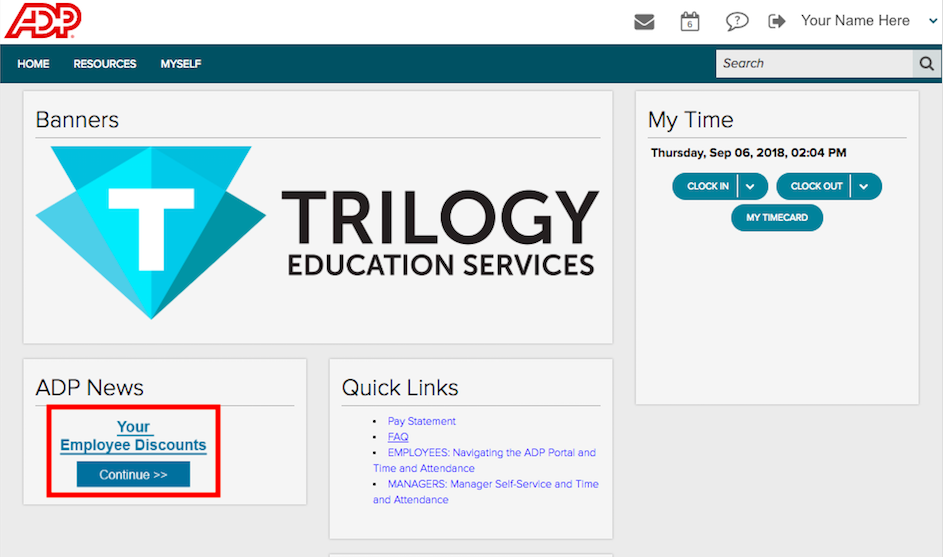 ADP
6
?
Your Name Here
HOME RESOURCES MYSELF
Search
Banners
T
TRILOGY
EDUCATION SERVICES
My Time
Thursday, Sep 06, 2018, 02:04 PM
CLOCK IN CLOCK OUT
MY TIMECARD
ADP News
Your
Employee Discounts
Continue >>
Quick Links
• Pay Statement
• FAQ
• EMPLOYEES: Navigating the ADP Portal and
Time and Attendance
• MANAGERS: Manager Self-Service and Time
and Attendance